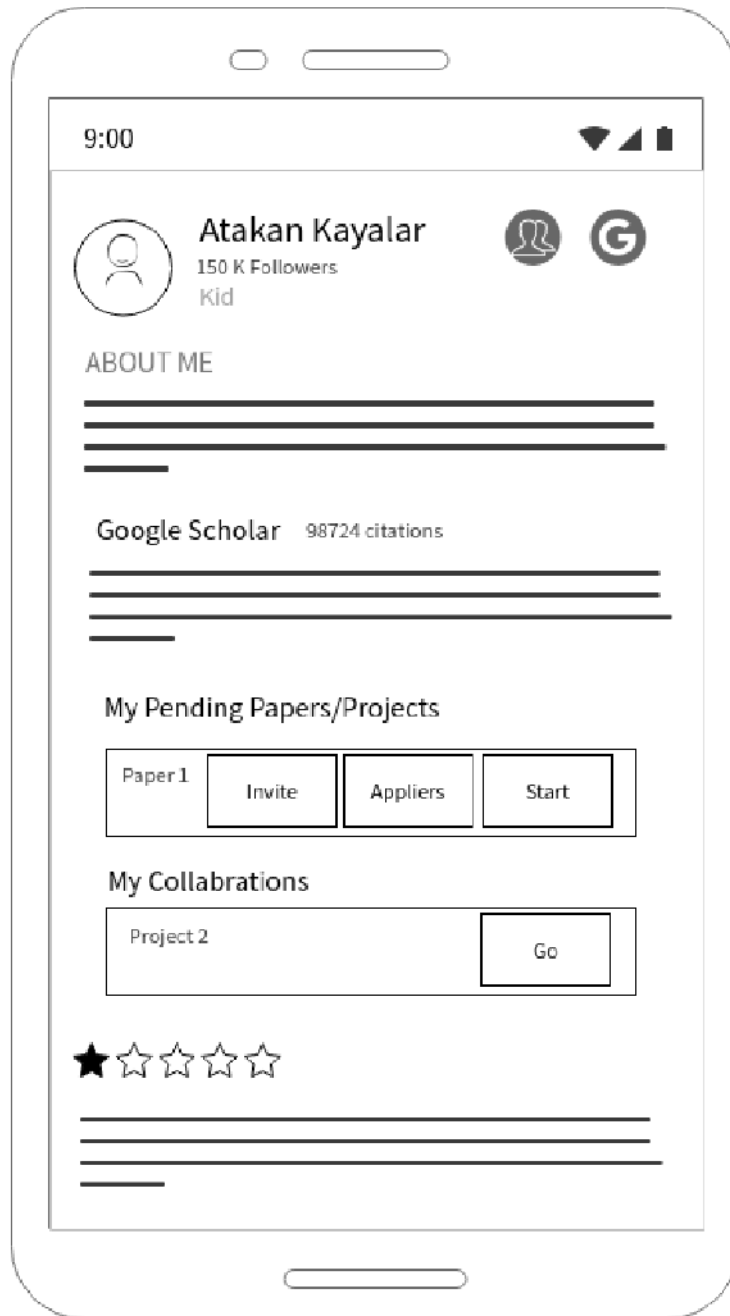 9:00
Atakan Kayalar
150 K Followers
Kid
ABOUT ME
Google Scholar 98724 citations
My Pending Papers/Projects
Paper 1 Invite Appliers Start
My Collabrations
Project 2 Go